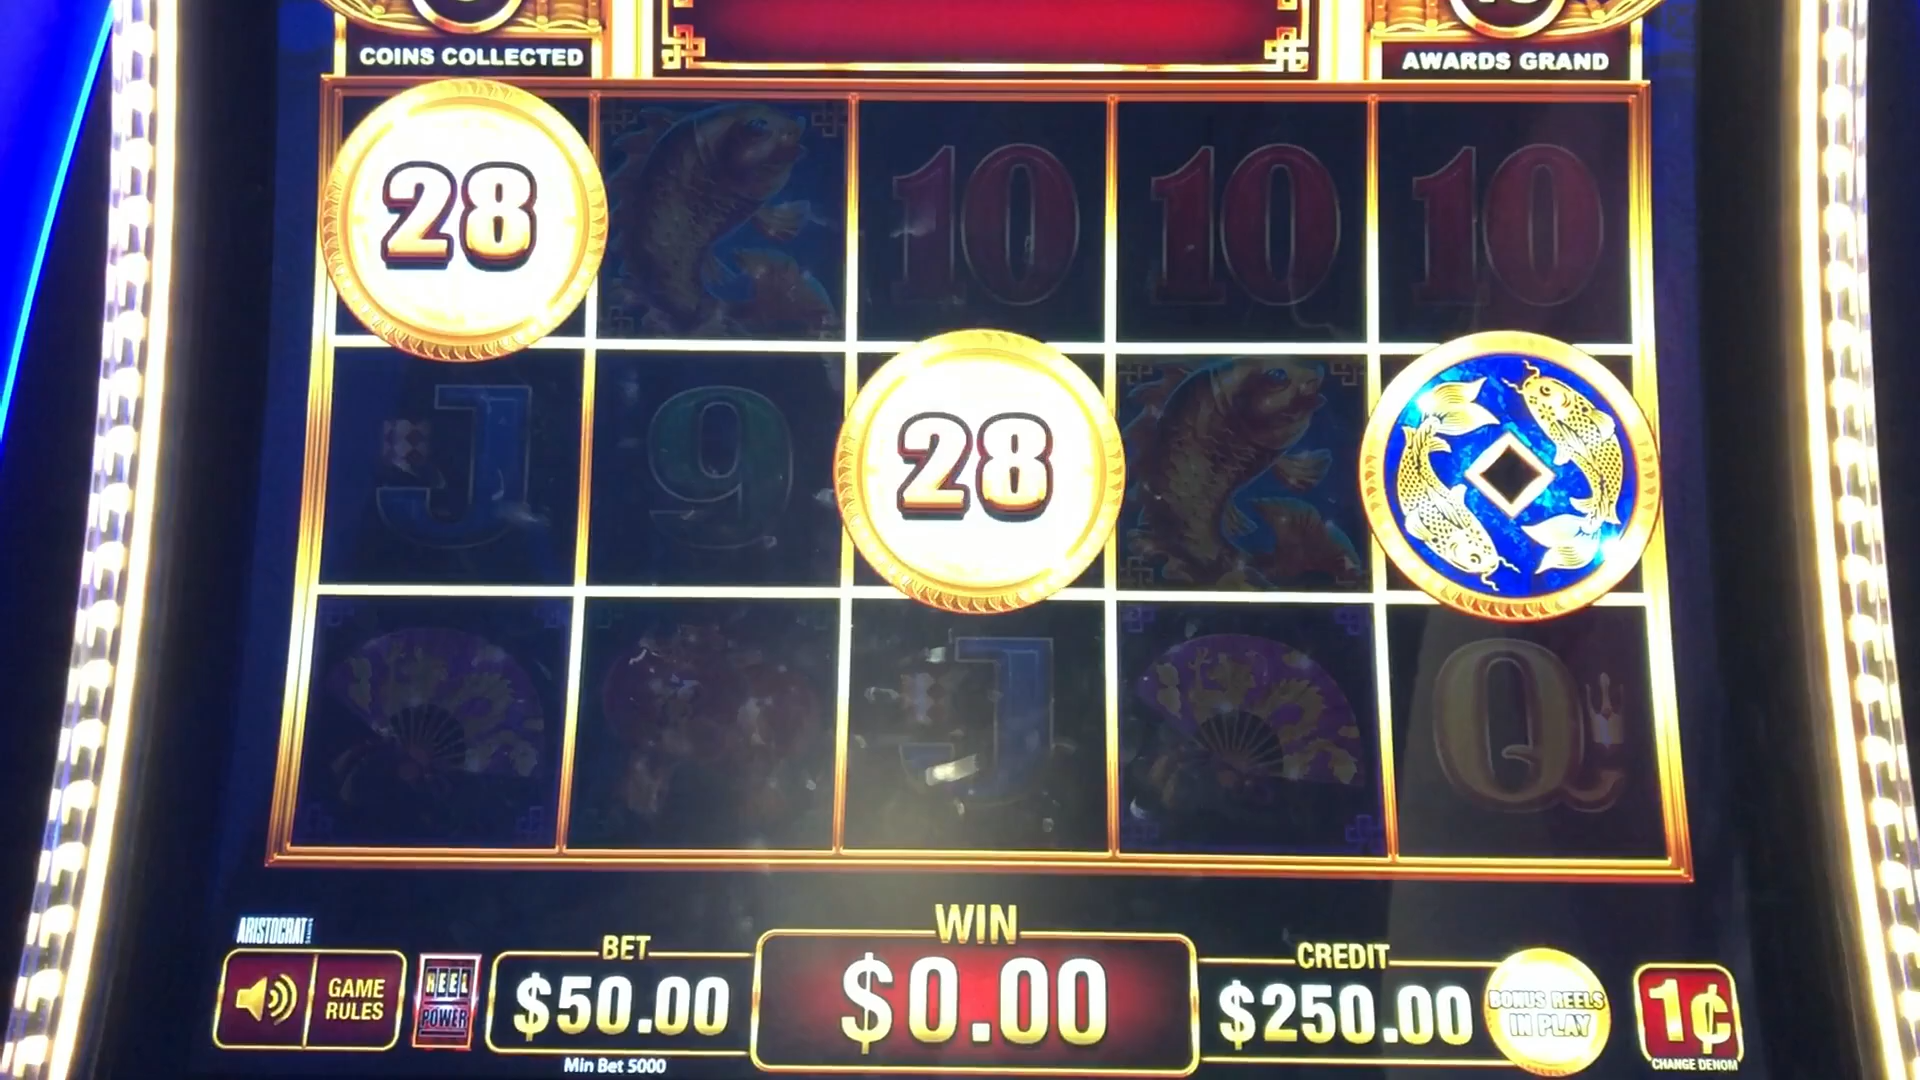 COINS COLLECTED
AWARDS GRAND
28
10 10 10
J 9 28
J Q
ARISTOCRAT
GAME RULES
REEL POWER
BET
$50.00
Min Bet 5000
WIN
$0.00
CREDIT
$250.00
BONUS REELS
IN PLAY
1¢
CHANGE DENOM